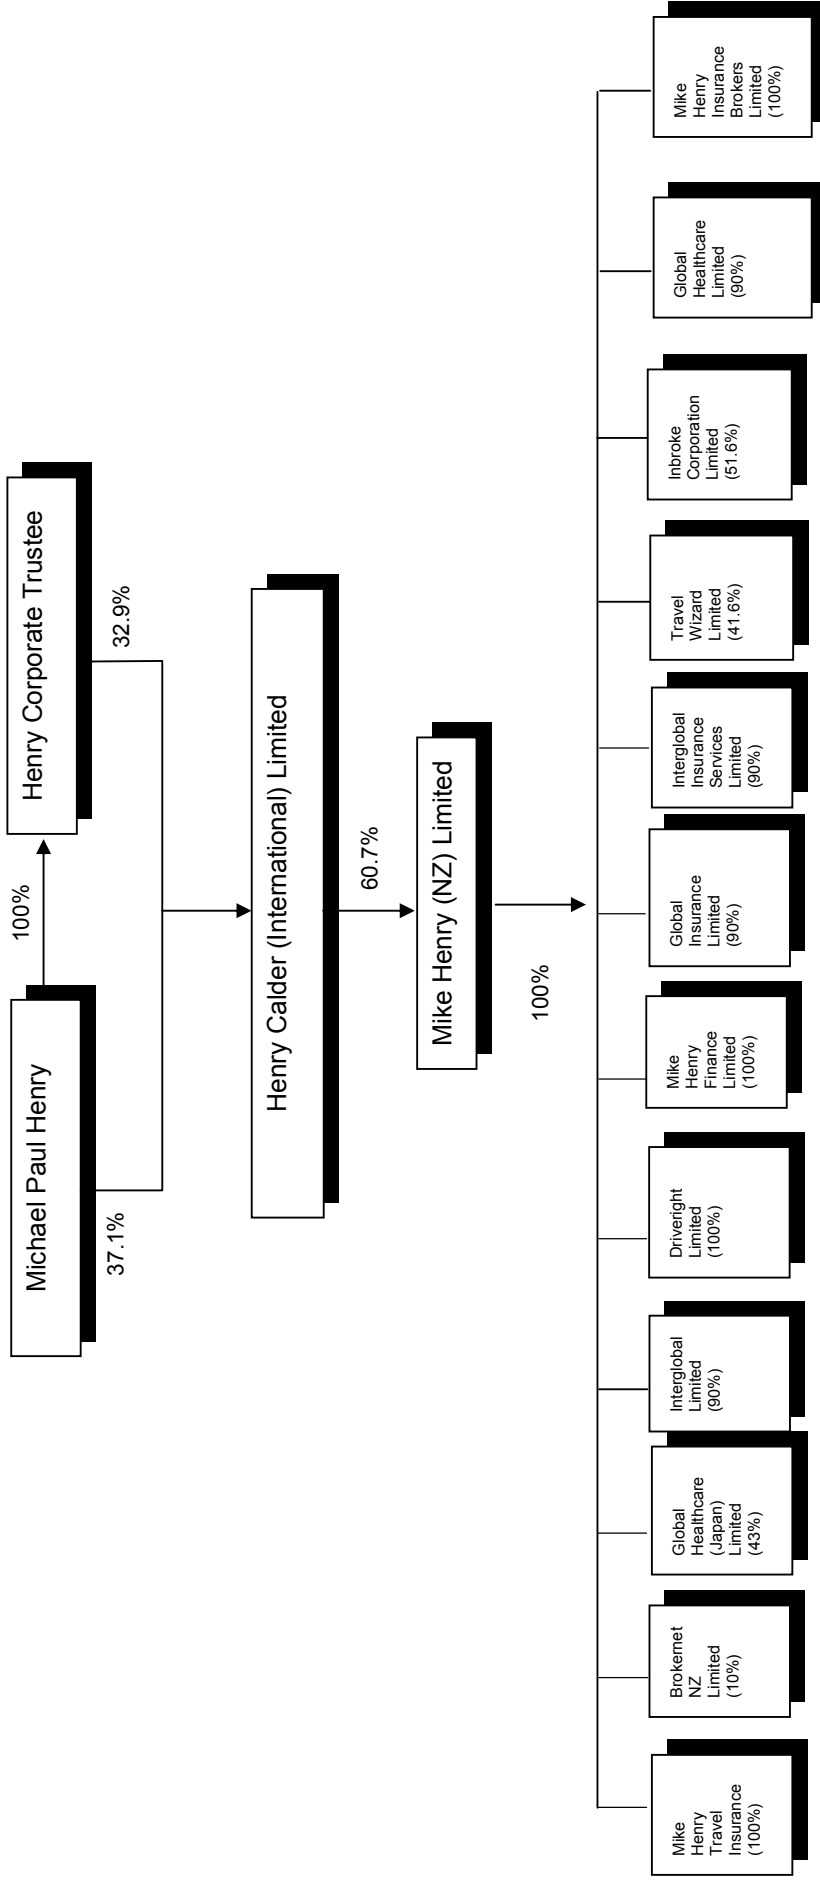 Michael Paul Henry
100%
Henry Corporate Trustee
37.1%
32.9%
Henry Calder (International) Limited
60.7%
Mike Henry (NZ) Limited
100%
Mike
Henry
Travel
Insurance
(100%)
Brokernet
NZ
Limited
(10%)
Global
Healthcare
(Japan)
Limited
(43%)
Interglobal
Limited
(90%)
Driveright
Limited
(100%)
Mike
Henry
Finance
Limited
(100%)
Global
Insurance
Limited
(90%)
Interglobal
Insurance
Services
Limited
(90%)
Travel
Wizard
Limited
(41.6%)
Inbroke
Corporation
Limited
(51.6%)
Global
Healthcare
Limited
(90%)
Mike
Henry
Insurance
Brokers
Limited
(100%)